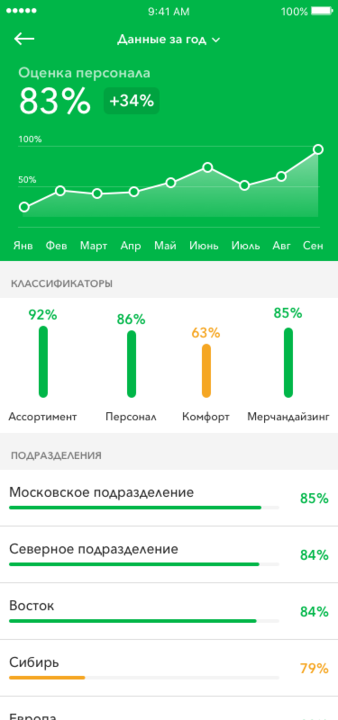 9:41 AM 100%
Данные за год
Оценка персонала
83% +34%
100%
50%
Янв Фев Март Апр Май Июнь Июль Авг Сен
КЛАССИФИКАТОРЫ
92% 86% 63% 85%
Ассортимент Персонал Комфорт Мерчандайзинг
ПОДРАЗДЕЛЕНИЯ
Московское подразделение 85%
Северное подразделение 84%
Восток 84%
Сибирь 79%
Европа